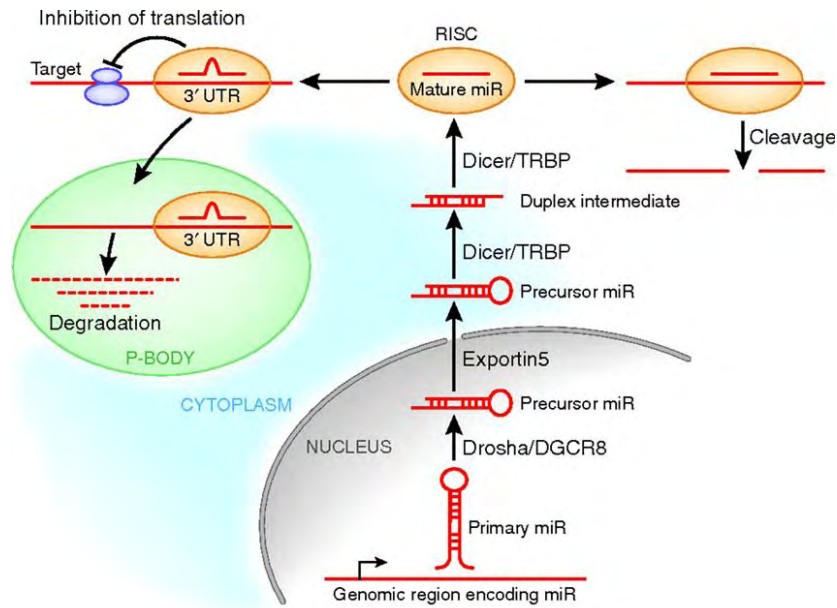 Inhibition of translation
RISC
Target
3′ UTR
Mature miR
Cleavage
Dicer/TRBP
Duplex intermediate
3′ UTR
Dicer/TRBP
Degradation
Precursor miR
P-BODY
Exportin5
CYTOPLASM
Precursor miR
NUCLEUS
Drosha/DGCR8
Primary miR
Genomic region encoding miR